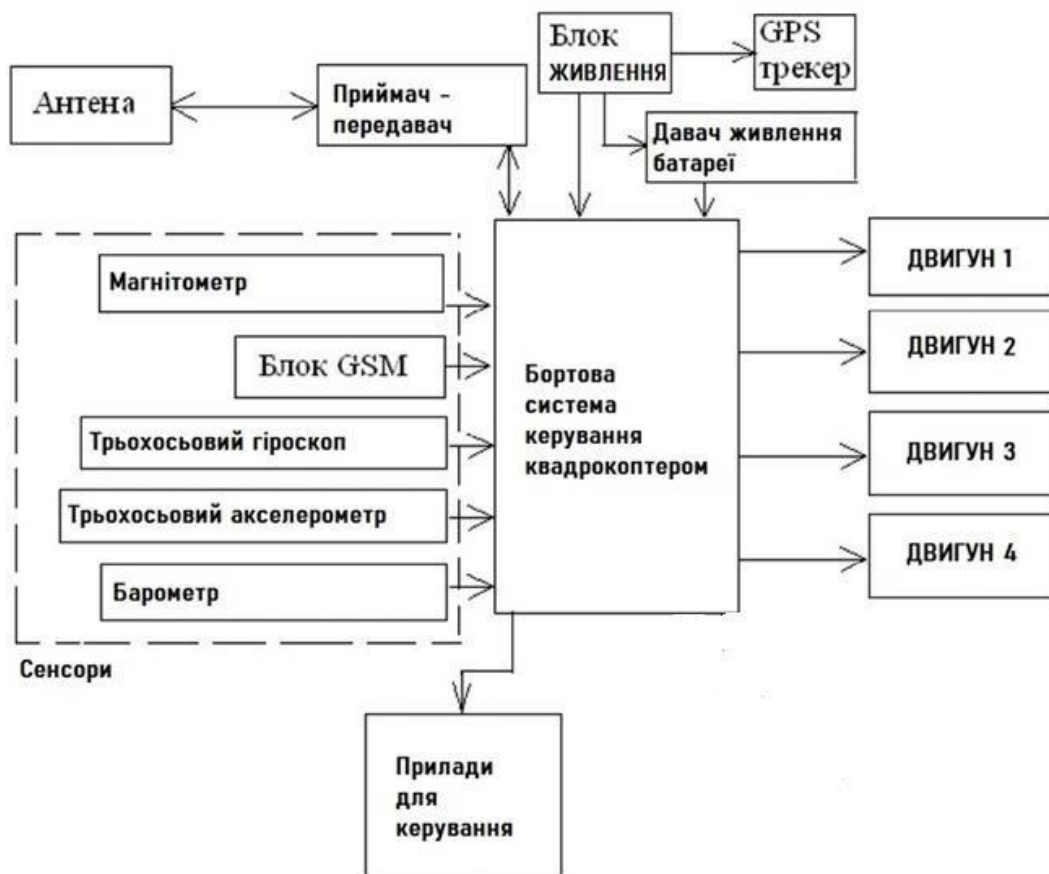 Блок
живлення
GPS
трекер
Антена
Приймач -
передавач
Давач живлення
батареї
Магнітометр
Блок GSM
Трьохосьовий гіроскоп
Трьохосьовий акселерометр
Барометр
Сенсори
Бортова
система
керування
квадрокоптером
ДВИГУН 1
ДВИГУН 2
ДВИГУН 3
ДВИГУН 4
Прилади
для
керування